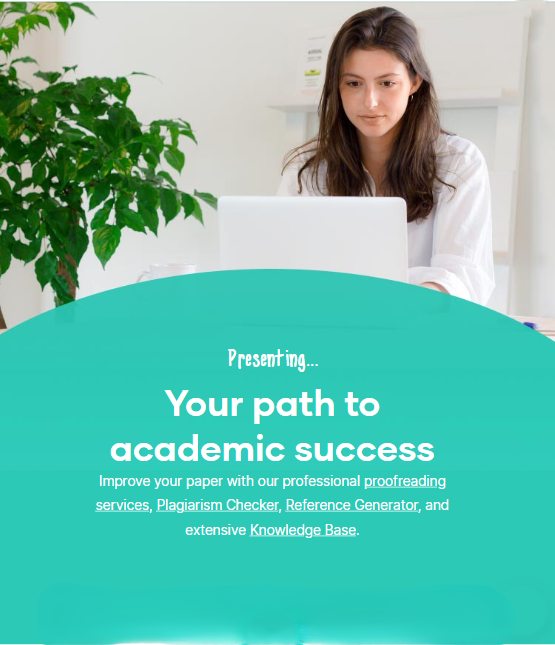 Presenting...
Your path to
academic success
Improve your paper with our professional proofreading
services, Plagiarism Checker, Reference Generator, and
extensive Knowledge Base.